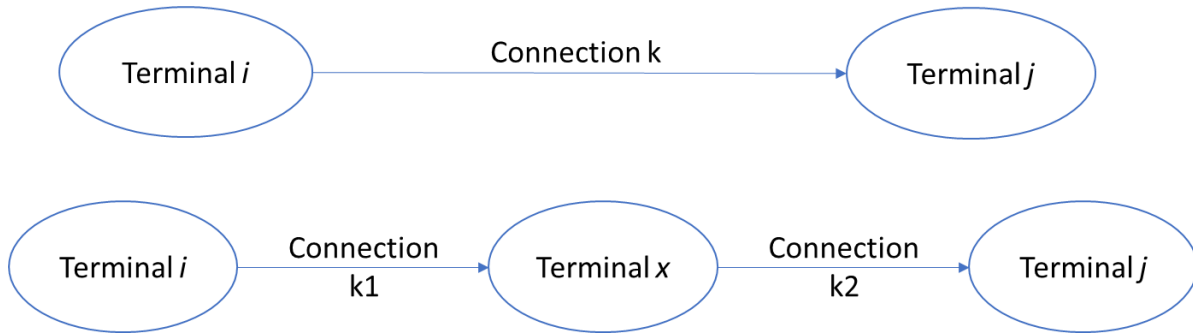 Connection k
Terminal i
Terminal j
Connection
Connection
Terminal i
Terminal x
Terminal j
k1
k2